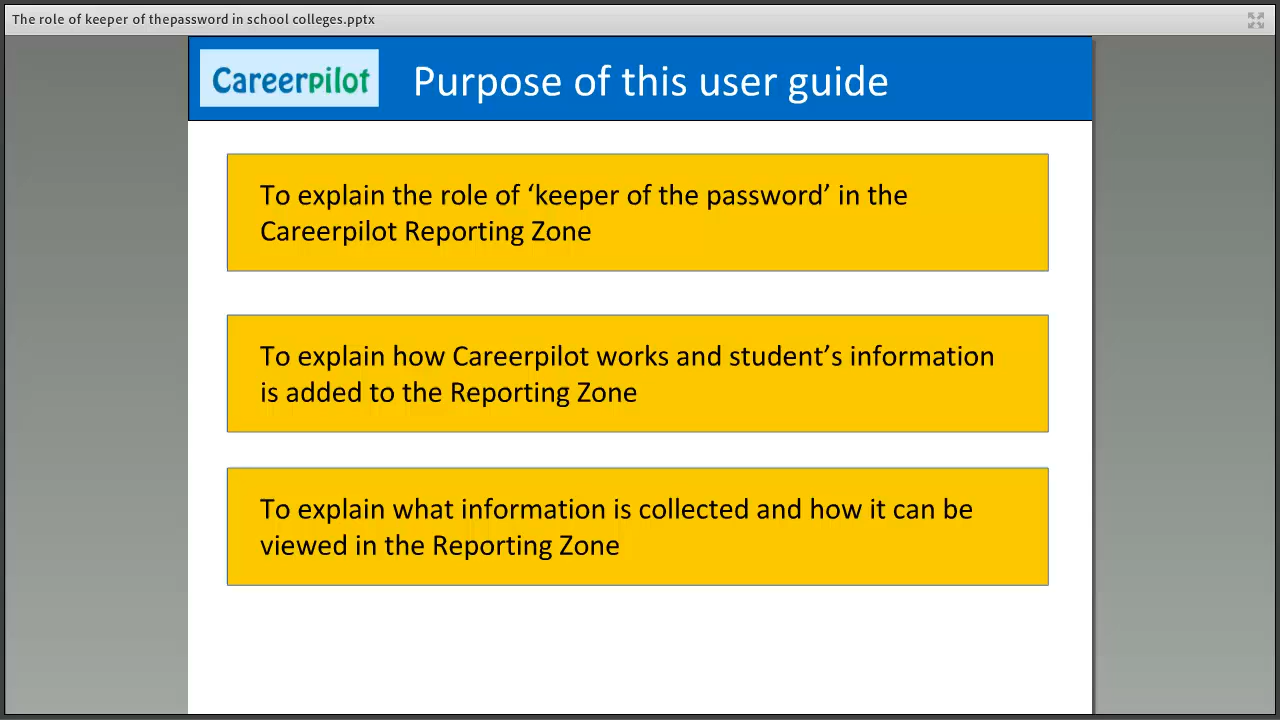 The role of keeper of thepassword in school colleges.pptx
Careerpilot
Purpose of this user guide
To explain the role of ‘keeper of the password’ in the
Careerpilot Reporting Zone
To explain how Careerpilot works and student’s information
is added to the Reporting Zone
To explain what information is collected and how it can be
viewed in the Reporting Zone